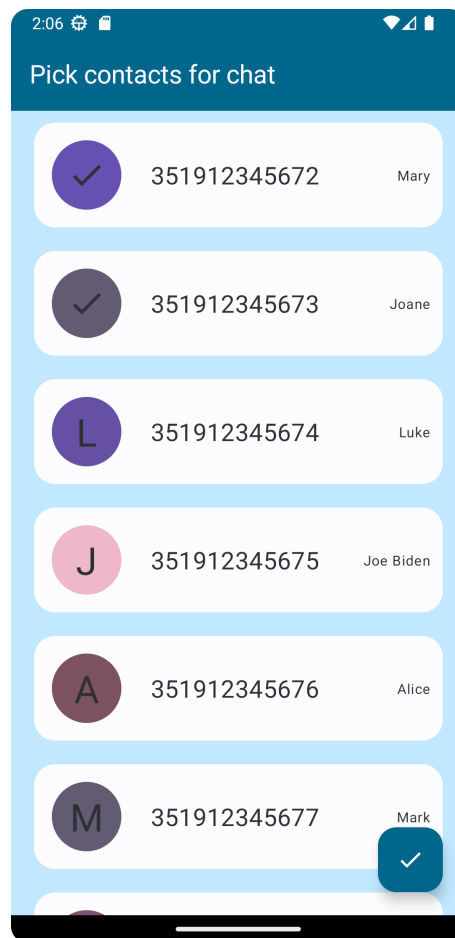 2:06
Pick contacts for chat
351912345672 Mary
351912345673 Joane
L 351912345674 Luke
J 351912345675 Joe Biden
A 351912345676 Alice
M 351912345677 Mark